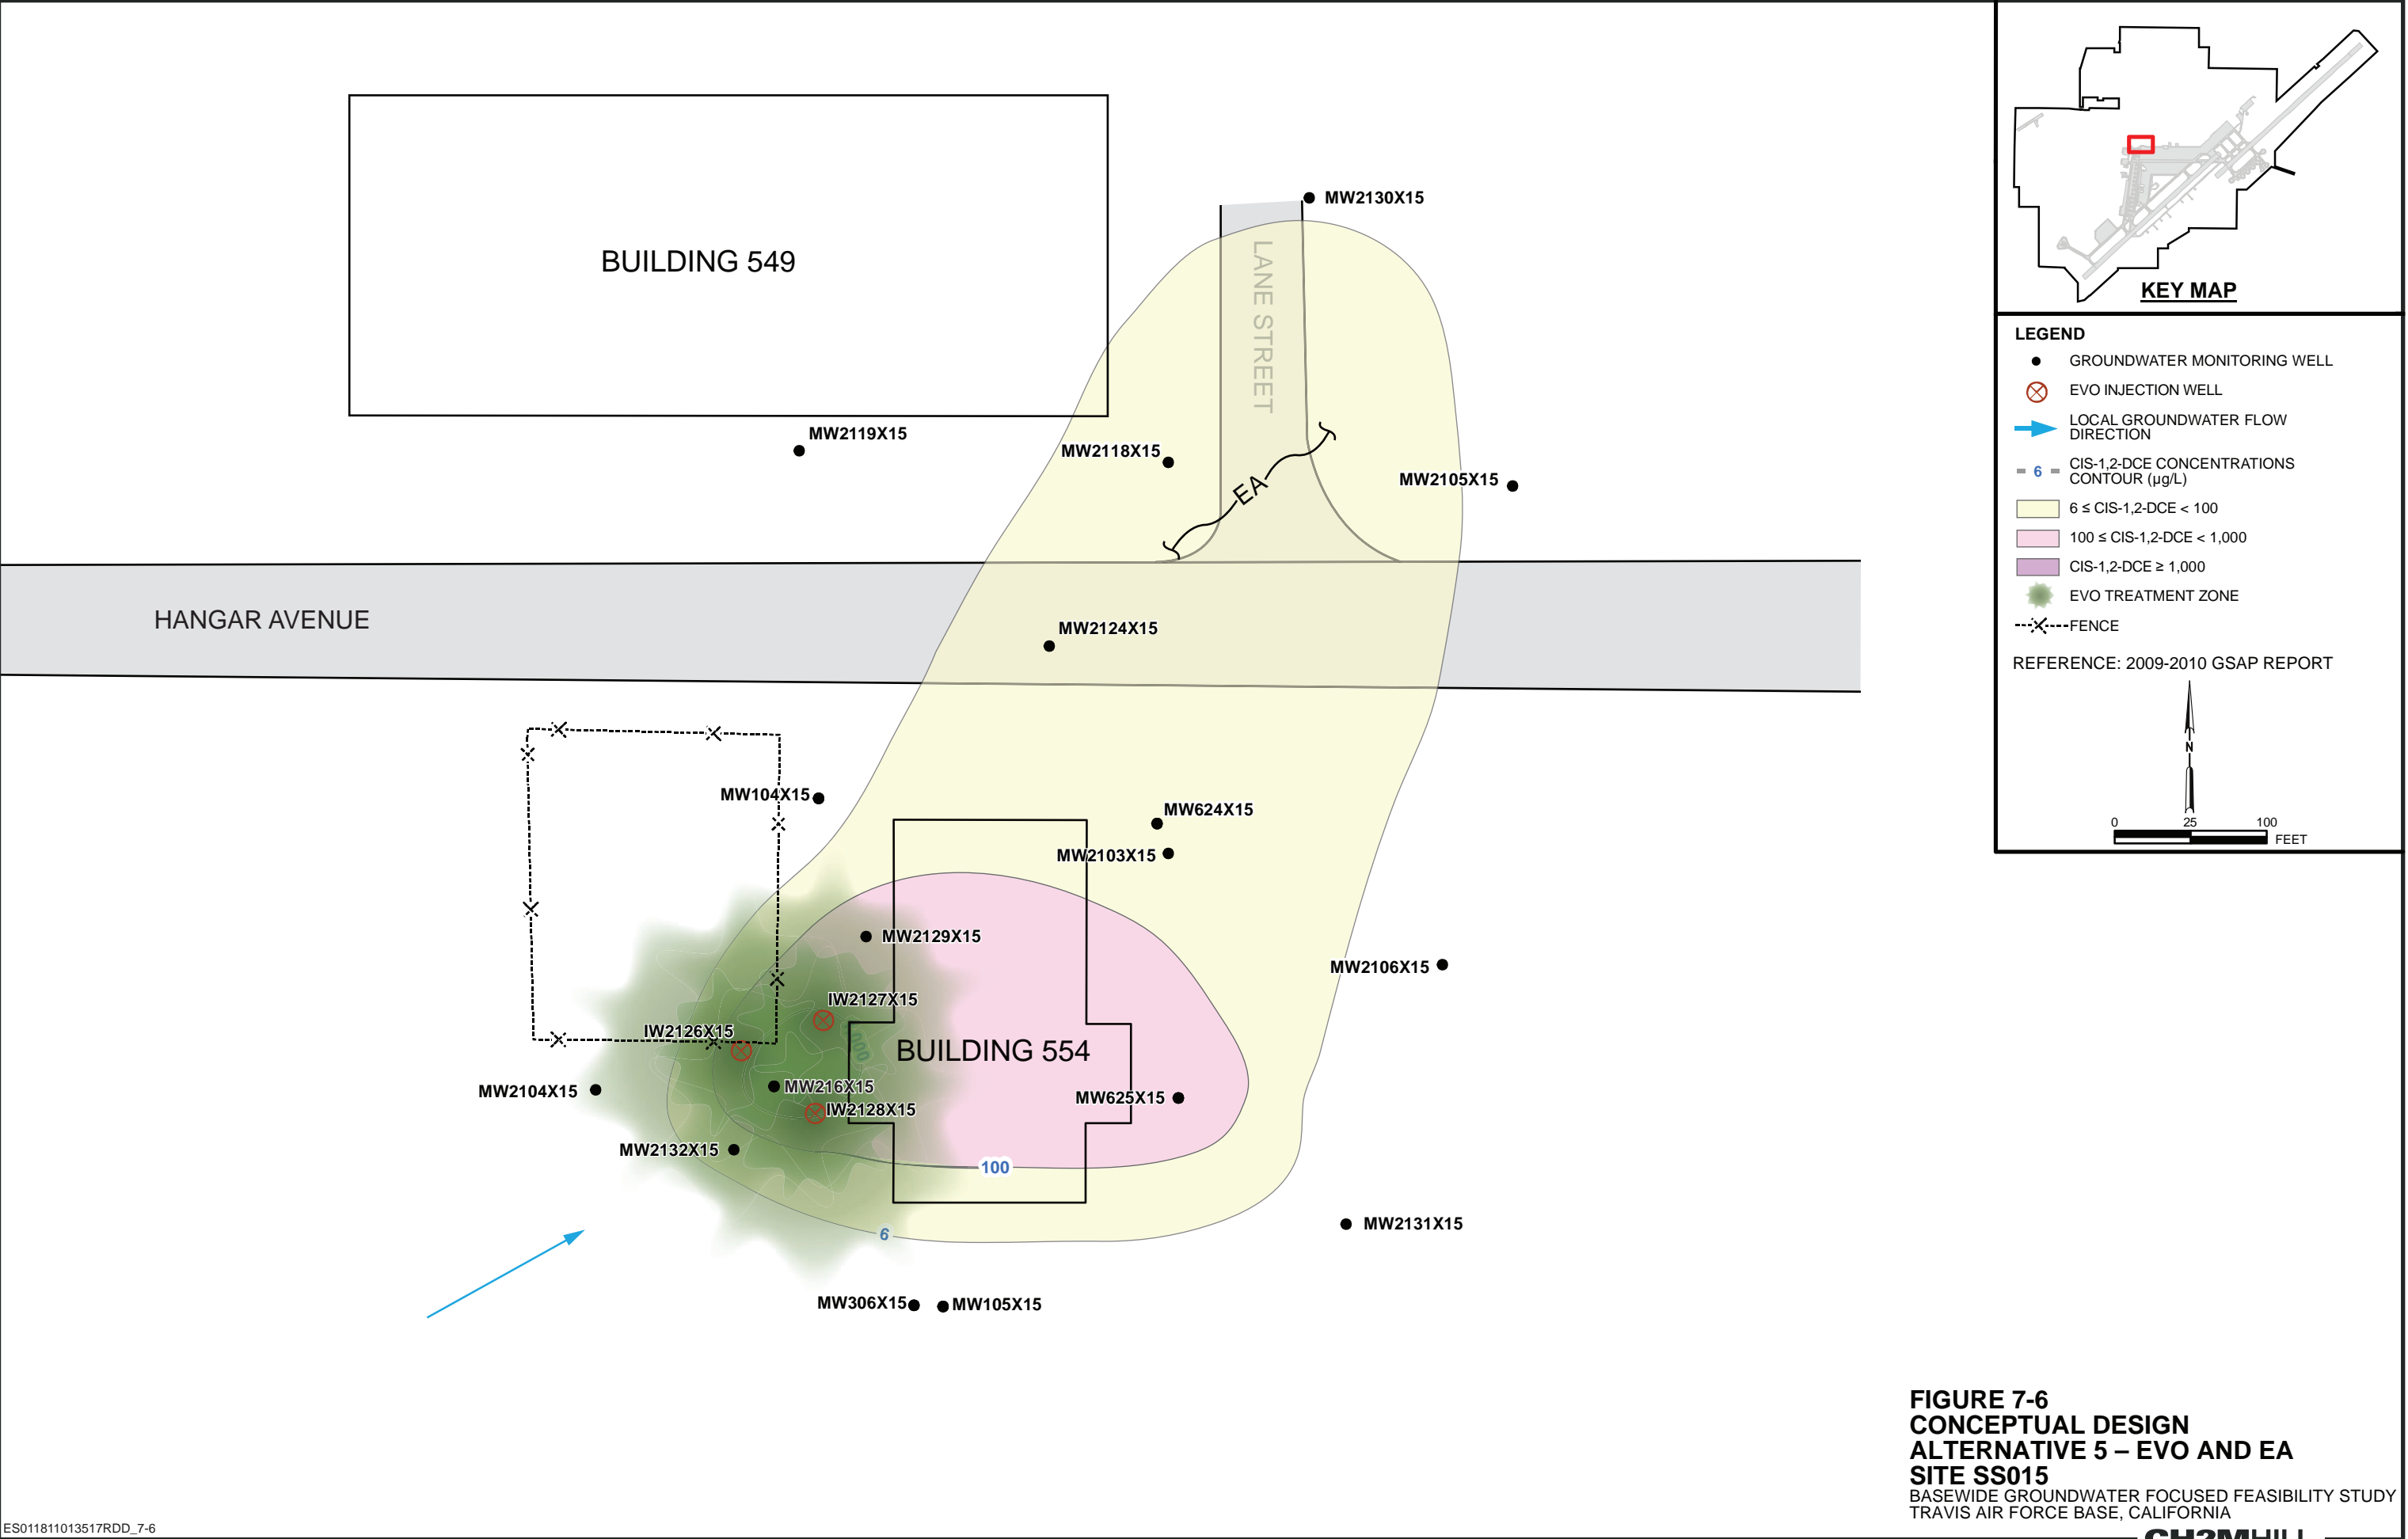 BUILDING 549
MW2130X15
LANE STREET
MW2119X15
MW2118X15
EA
MW2105X15
HANGAR AVENUE
MW2124X15
MW104X15
MW624X15
MW2103X15
MW2129X15
MW2106X15
IW2127X15
IW2126X15
1,000
BUILDING 554
MW2104X15
MW216X15
MW625X15
IW2128X15
MW2132X15
100
6
MW2131X15
MW306X15
MW105X15
KEY MAP
LEGEND
GROUNDWATER MONITORING WELL
EVO INJECTION WELL
LOCAL GROUNDWATER FLOW
DIRECTION
6 CIS-1,2-DCE CONCENTRATIONS
CONTOUR (µg/L)
6 ≤ CIS-1,2-DCE < 100
100 ≤ CIS-1,2-DCE < 1,000
CIS-1,2-DCE ≥ 1,000
EVO TREATMENT ZONE
FENCE
REFERENCE: 2009-2010 GSAP REPORT
N
0 25 100
FEET
FIGURE 7-6
CONCEPTUAL DESIGN
ALTERNATIVE 5 – EVO AND EA
SITE SS015
BASEWIDE GROUNDWATER FOCUSED FEASIBILITY STUDY
TRAVIS AIR FORCE BASE, CALIFORNIA
ES011811013517RDD_7-6
CH2MHILL